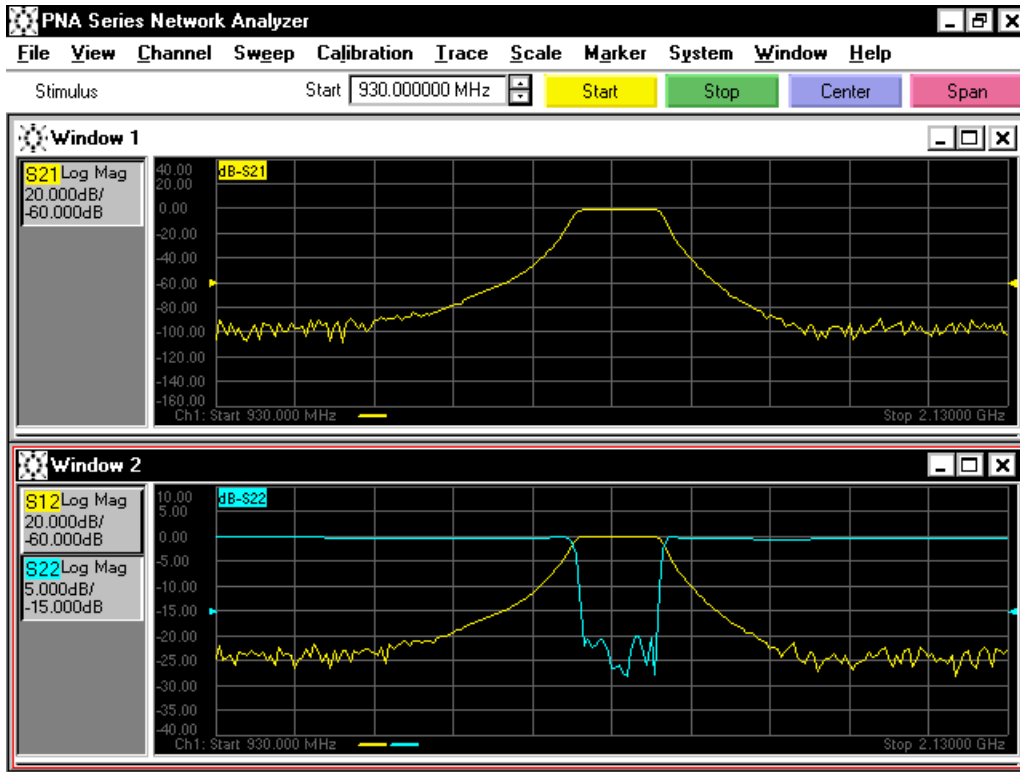 PNA Series Network Analyzer
File View Channel Sweep Calibration Trace Scale Marker System Window Help
Stimulus Start 930.000000 MHz Start Stop Center Span
Window 1
S21 Log Mag
20.000dB/
-60.000dB
dB-S21
40.00
20.00
0.00
-20.00
-40.00
-60.00
-80.00
-100.00
-120.00
-140.00
-160.00
Ch1: Start 930.000 MHz
Stop 2.13000 GHz
Window 2
S12 Log Mag
20.000dB/
-60.000dB
S22 Log Mag
5.000dB/
-15.000dB
dB-S22
10.00
5.00
0.00
-5.00
-10.00
-15.00
-20.00
-25.00
-30.00
-35.00
-40.00
Ch1: Start 930.000 MHz
Stop 2.13000 GHz